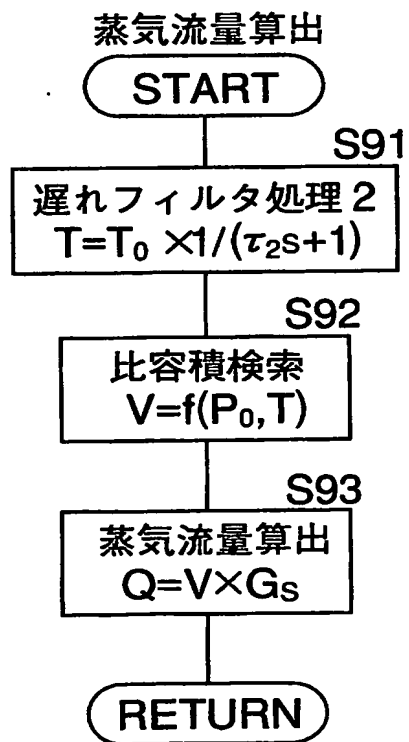 蒸気流量算出
START
S91
遅れフィルタ処理2
T=T₀ ×1/(τ₂s+1)
S92
比容積検索
V=f(P₀,T)
S93
蒸気流量算出
Q=V×Gs
RETURN